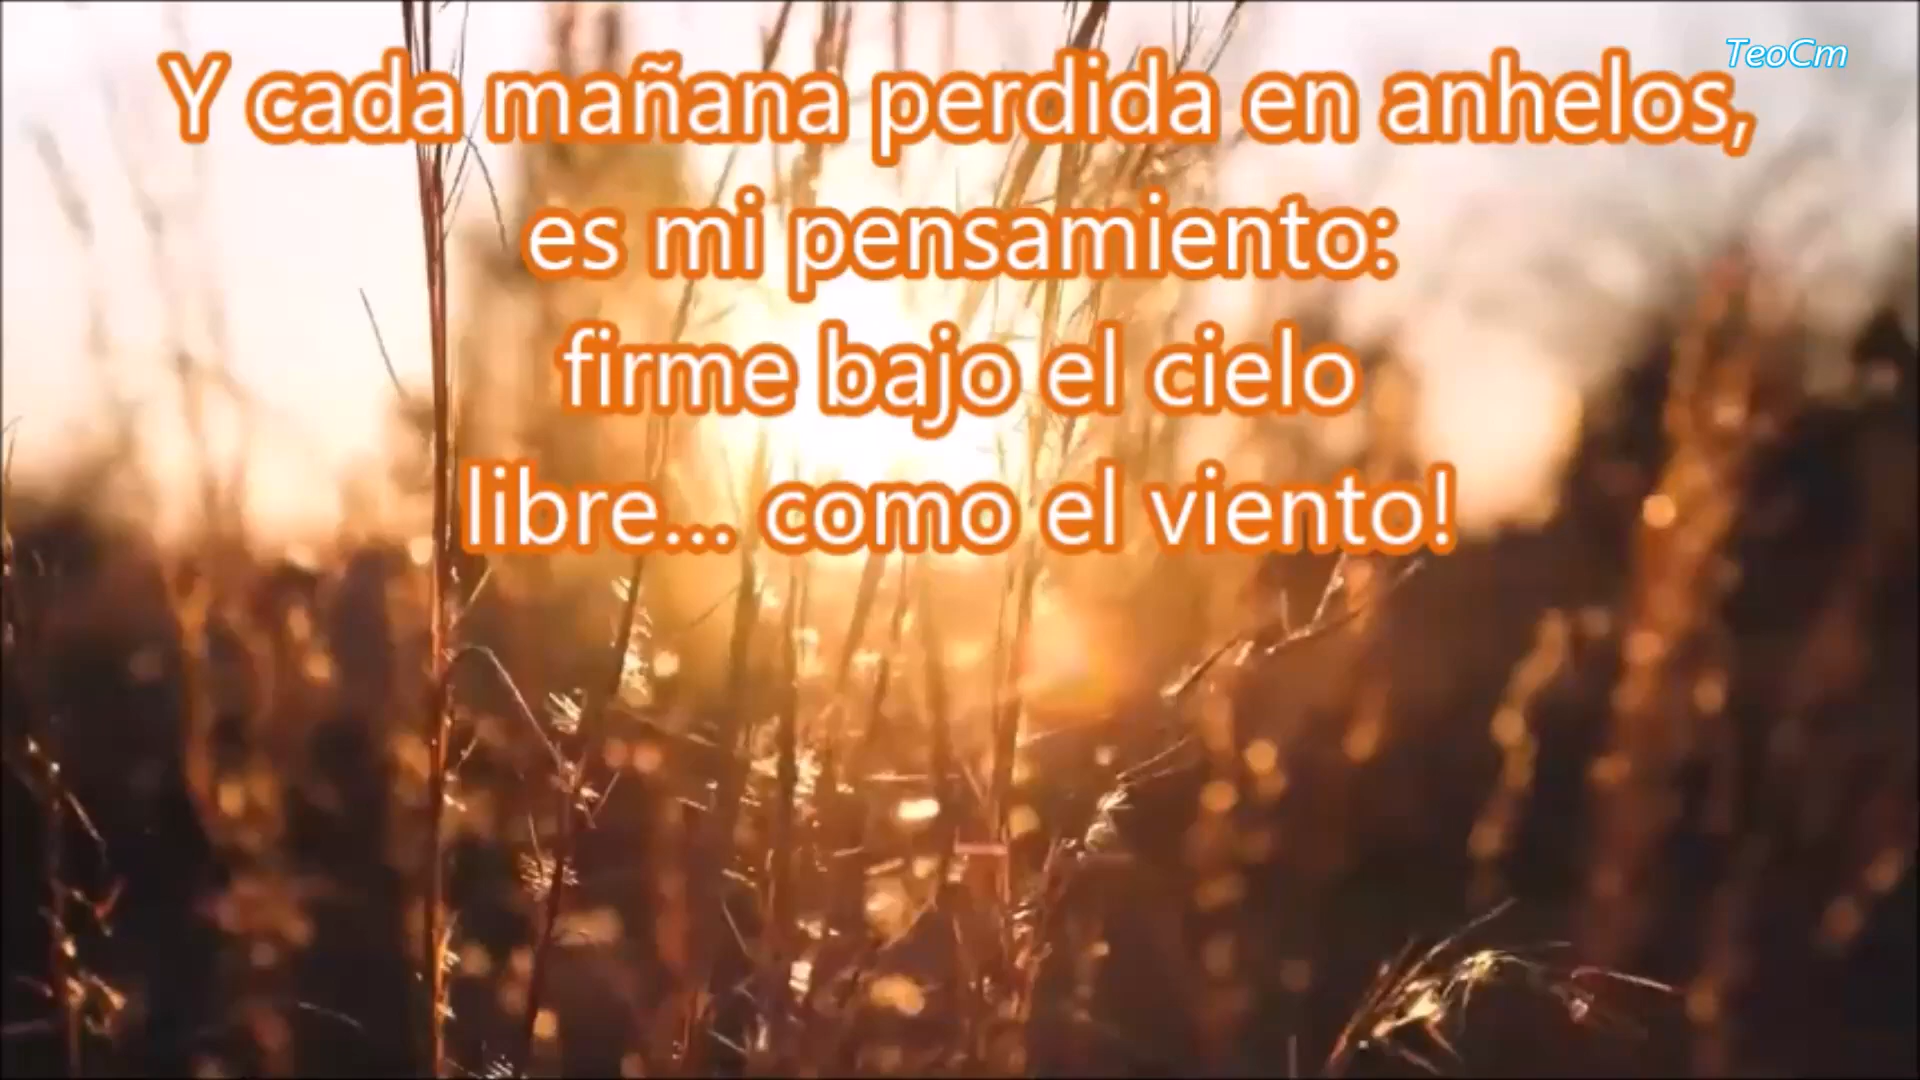 TeoCm
Y cada mañana perdida en anhelos,
es mi pensamiento:
firme bajo el cielo
libre... como el viento!